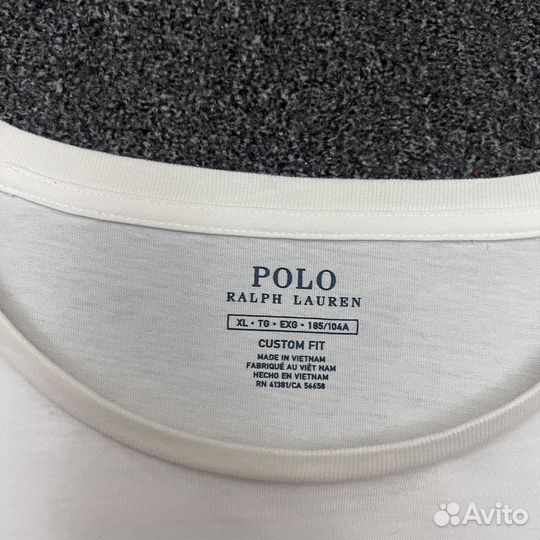 POLO
RALPH LAUREN
XL • TG • EXG • 185/104A
CUSTOM FIT
MADE IN VIETNAM
FABRIQUÉ AU VIÊT NAM
HECHO EN VIETNAM
RN 41381/CA 56658
Avito